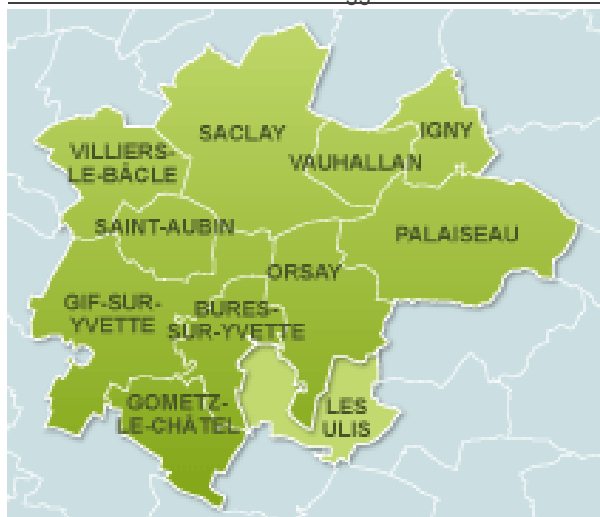 SACLAY
IGNY
VILLIERS-
LE-BÂCLE
VAUHALLAN
SAINT-AUBIN
PALAISEAU
ORSAY
GIF-SUR-
YVETTE
BURES-
SUR-YVETTE
GOMETZ-
LE-CHÂTEL
LES
ULIS